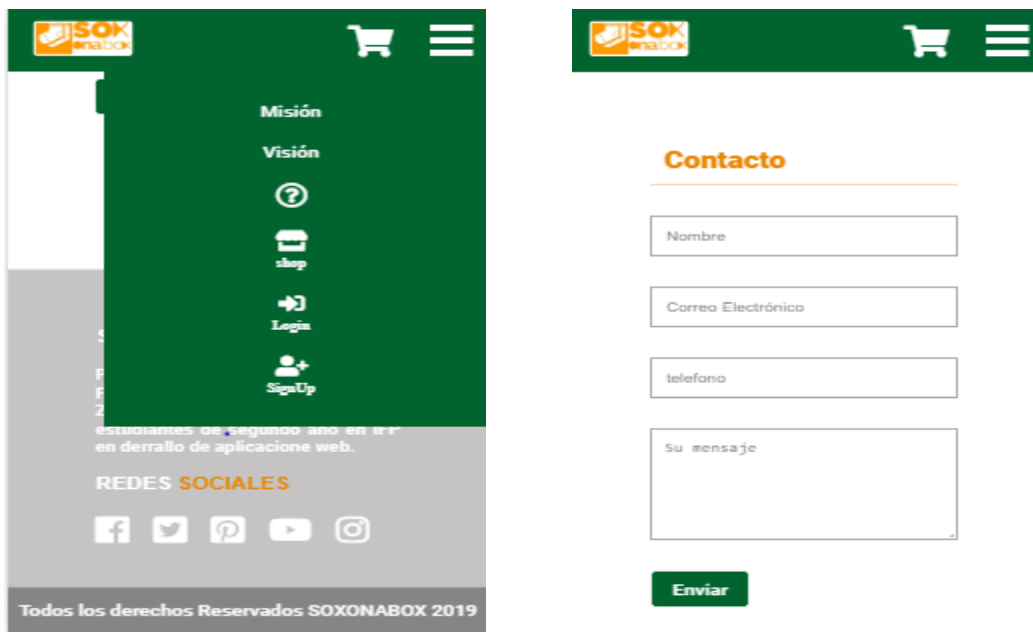 SOX
onabox
Misión
Visión
shop
Login
SignUp
estudiantes de segundo año en IFP
en derrallo de aplicacione web.
REDES SOCIALES
Todos los derechos Reservados SOXONABOX 2019
SOX
onabox
Contacto
Nombre
Correo Electrónico
telefono
Su mensaje
Enviar